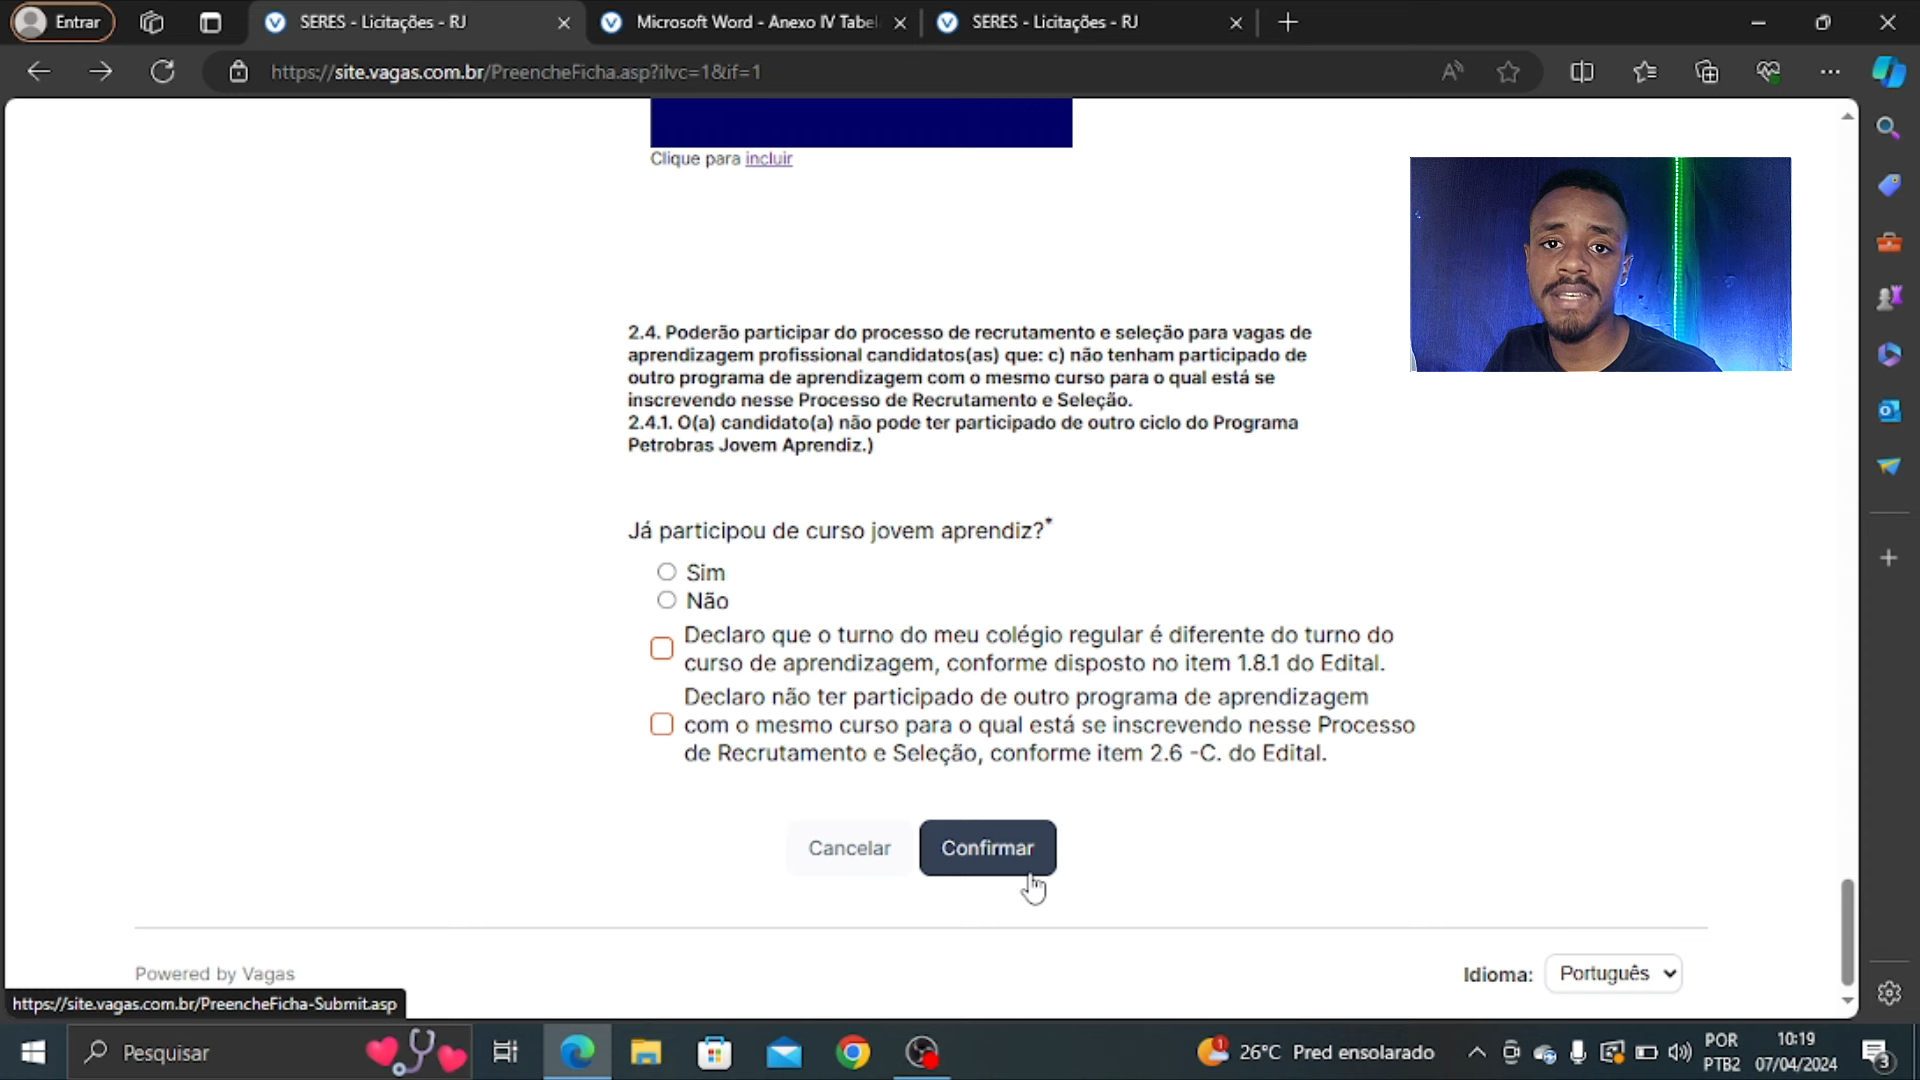 Entrar
SERES - Licitações - RJ
Microsoft Word - Anexo IV Tabel
SERES - Licitações - RJ
https://site.vagas.com.br/PreencheFicha.asp?ilvc=1&if=1
Clique para incluir
2.4. Poderão participar do processo de recrutamento e seleção para vagas de
aprendizagem profissional candidatos(as) que: c) não tenham participado de
outro programa de aprendizagem com o mesmo curso para o qual está se
inscrevendo nesse Processo de Recrutamento e Seleção.
2.4.1. O(a) candidato(a) não pode ter participado de outro ciclo do Programa
Petrobras Jovem Aprendiz.)
Já participou de curso jovem aprendiz?*
Sim
Não
Declaro que o turno do meu colégio regular é diferente do turno do
curso de aprendizagem, conforme disposto no item 1.8.1 do Edital.
Declaro não ter participado de outro programa de aprendizagem
com o mesmo curso para o qual está se inscrevendo nesse Processo
de Recrutamento e Seleção, conforme item 2.6 -C. do Edital.
Cancelar
Confirmar
Powered by Vagas
Idioma:
Português
https://site.vagas.com.br/PreencheFicha-Submit.asp
Pesquisar
1
26°C Pred ensolarado
POR
PTB2
10:19
07/04/2024
3